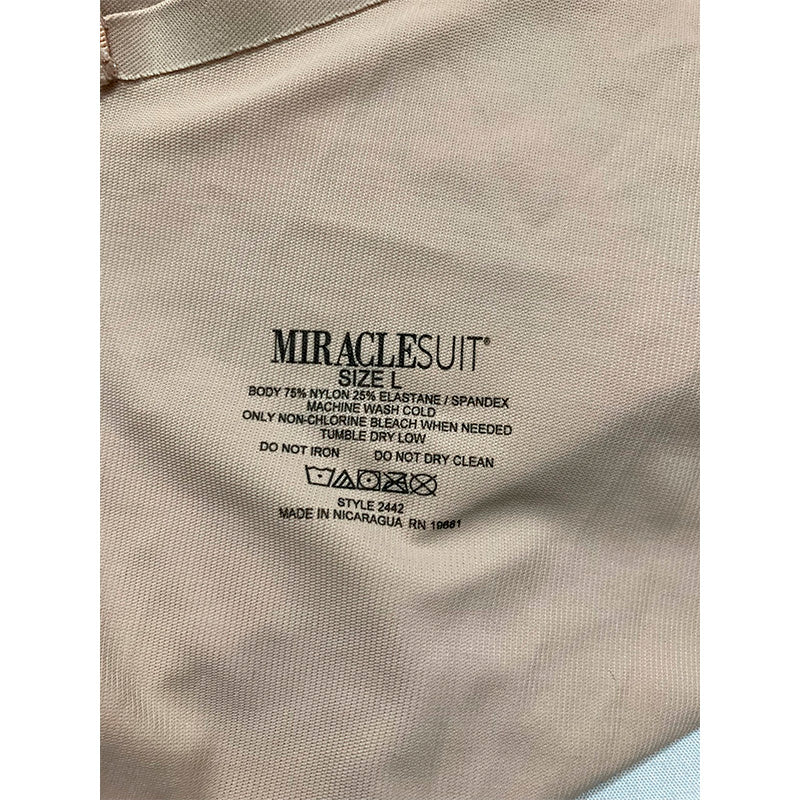 MIRACLESUIT®
SIZE L
BODY 75% NYLON 25% ELASTANE / SPANDEX
MACHINE WASH COLD
ONLY NON-CHLORINE BLEACH WHEN NEEDED
TUMBLE DRY LOW
DO NOT IRON DO NOT DRY CLEAN
STYLE 2442
MADE IN NICARAGUA RN 19661